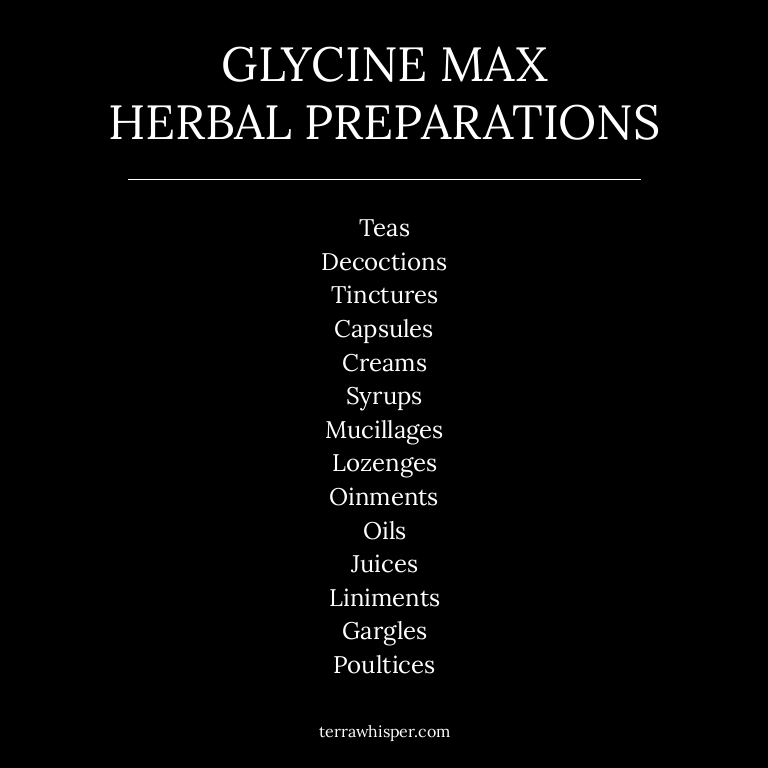 GLYCINE MAX
HERBAL PREPARATIONS
Teas
Decoctions
Tinctures
Capsules
Creams
Syrups
Mucillages
Lozenges
Oinments
Oils
Juices
Liniments
Gargles
Poultices
terrawhisper.com